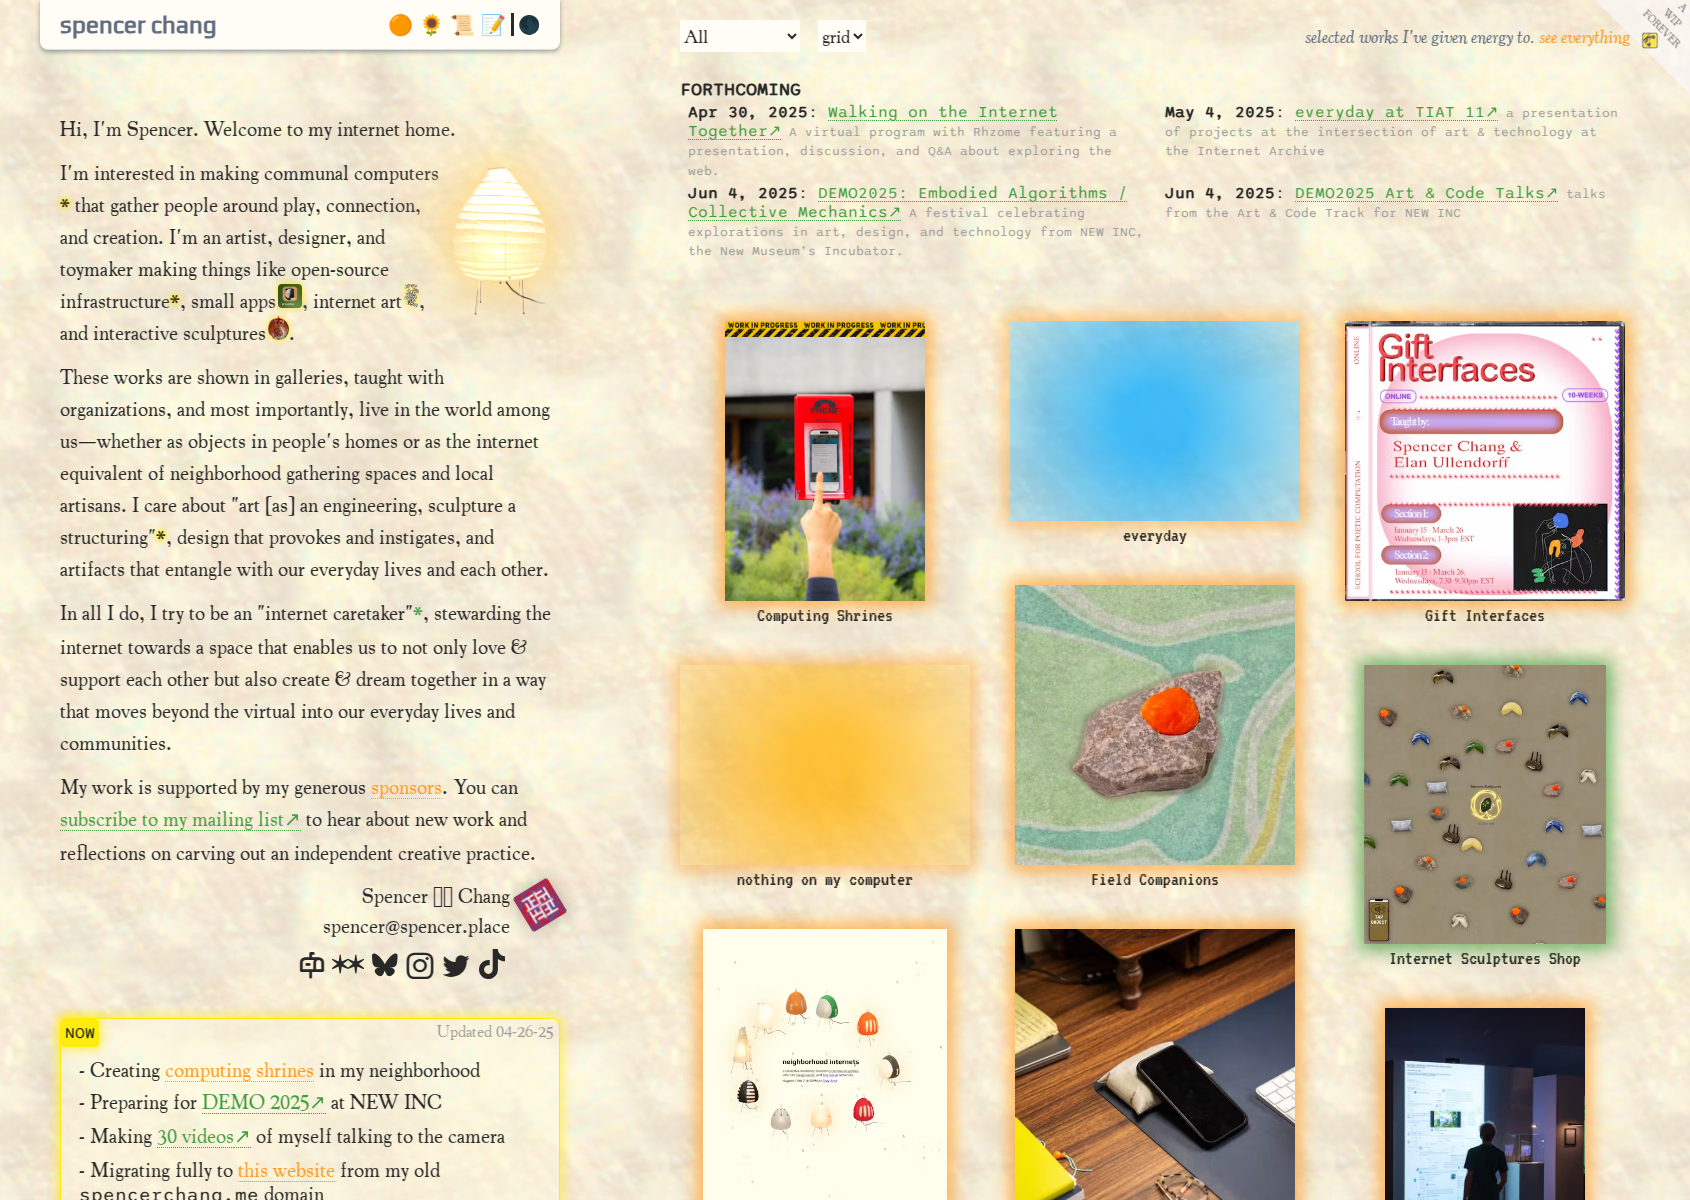 spencer chang
Hi, I'm Spencer. Welcome to my internet home.
I'm interested in making communal computers
* that gather people around play, connection,
and creation. I'm an artist, designer, and
toymaker making things like open-source
infrastructure*, small apps, internet art,
and interactive sculptures.
These works are shown in galleries, taught with
organizations, and most importantly, live in the world among
us—whether as objects in people's homes or as the internet
equivalent of neighborhood gathering spaces and local
artisans. I care about "art [as] an engineering, sculpture a
structuring"*, design that provokes and instigates, and
artifacts that entangle with our everyday lives and each other.
In all I do, I try to be an "internet caretaker"*, stewarding the
internet towards a space that enables us to not only love &
support each other but also create & dream together in a way
that moves beyond the virtual into our everyday lives and
communities.
My work is supported by my generous sponsors. You can
subscribe to my mailing list↗ to hear about new work and
reflections on carving out an independent creative practice.
Spencer Chang
spencer@spencer.place
NOW
Updated 04-26-25
- Creating computing shrines in my neighborhood
- Preparing for DEMO 2025↗ at NEW INC
- Making 30 videos↗ of myself talking to the camera
- Migrating fully to this website from my old
spencerchang.me domain
All
grid
selected works I've given energy to. see everything
A
WIP
FOREVER
FORTHCOMING
Apr 30, 2025: Walking on the Internet
Together↗ A virtual program with Rhzome featuring a
presentation, discussion, and Q&A about exploring the
web.
May 4, 2025: everyday at TIAT 11↗ a presentation
of projects at the intersection of art & technology at
the Internet Archive
Jun 4, 2025: DEMO2025: Embodied Algorithms /
Collective Mechanics↗ A festival celebrating
explorations in art, design, and technology from NEW INC,
the New Museum's Incubator.
Jun 4, 2025: DEMO2025 Art & Code Talks↗ talks
from the Art & Code Track for NEW INC
WORK IN PROGRESS WORK IN PROGRESS WORK IN PRO
PHONE
Computing Shrines
everyday
ONLINE
SCHOOL FOR POETIC COMPUTATION
Gift
Interfaces
ONLINE
10-WEEKS
Taught by:
Spencer Chang &
Elan Ullendorff
Section 1:
January 15 - March 26
Wednesdays, 1-3pm EST
Section 2:
January 15 - March 26,
Wednesdays, 7:30-9:30pm EST
Gift Interfaces
nothing on my computer
Field Companions
TAP
OBJECT
Internet Sculptures Shop
neighborhood internets